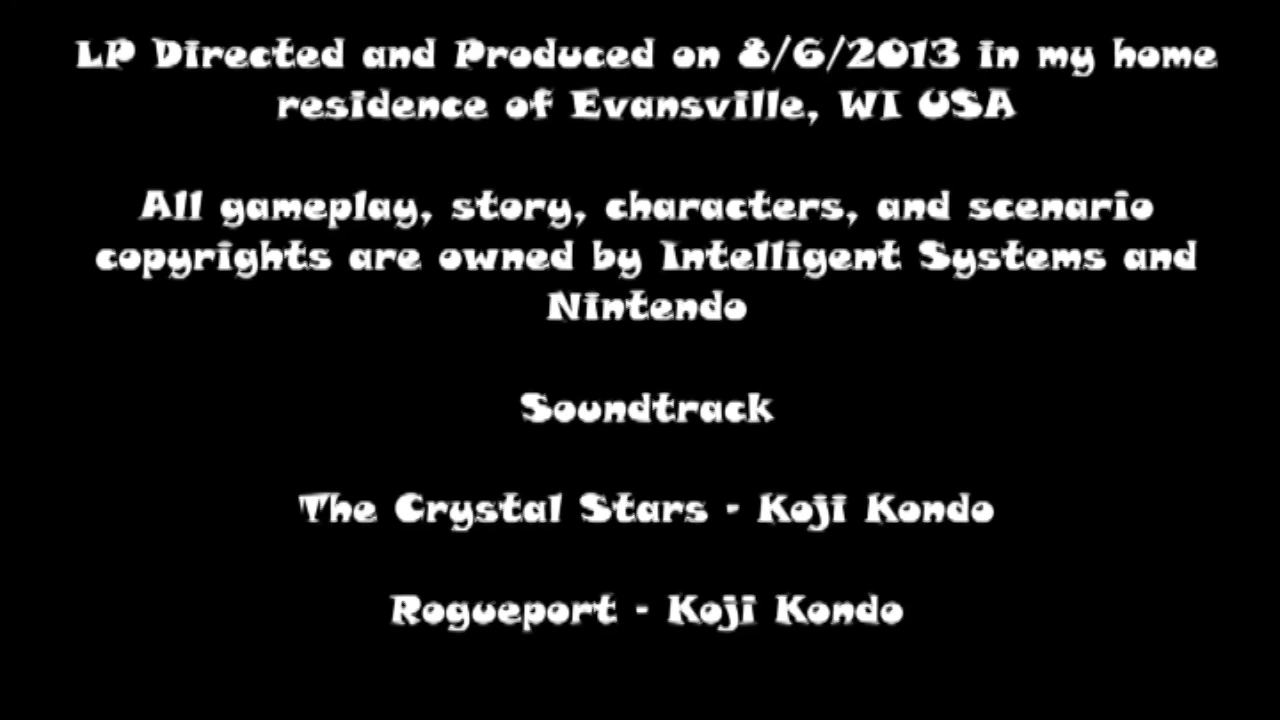 LP Directed and Produced on 8/6/2013 in my home
residence of Evansville, WI USA
All gameplay, story, characters, and scenario
copyrights are owned by Intelligent Systems and
Nintendo
Soundtrack
The Crystal Stars - Koji Kondo
Rogueport - Koji Kondo